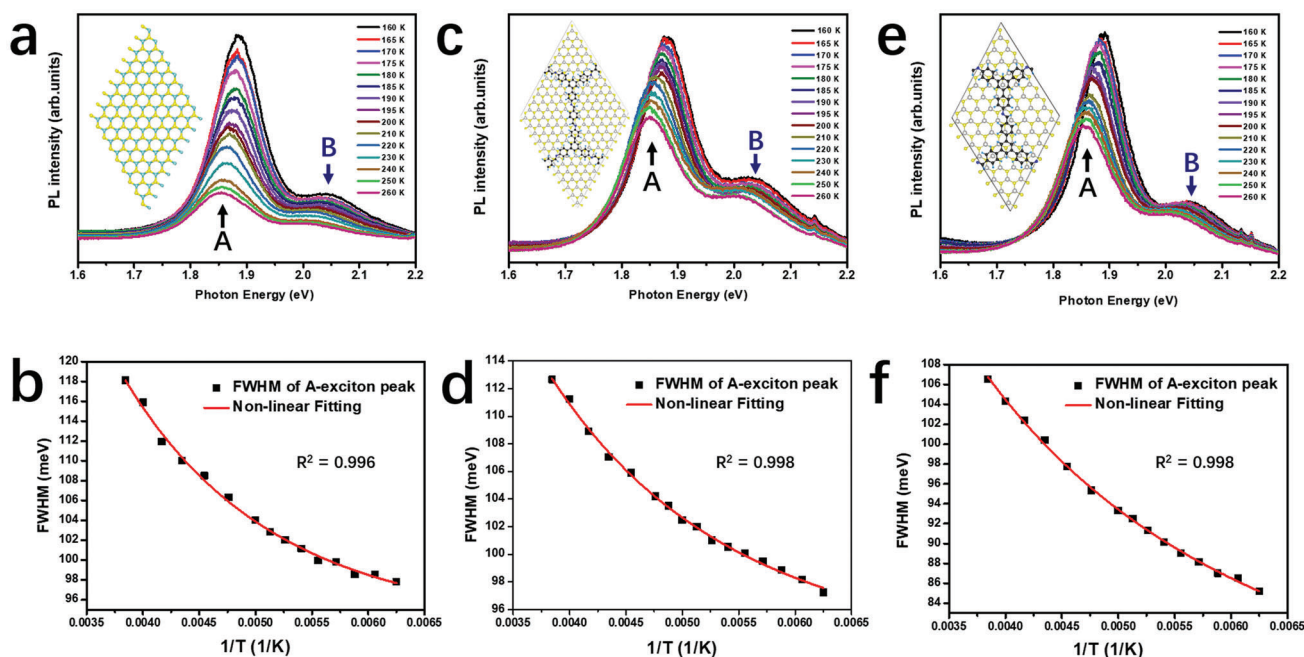 a
PL intensity (arb.units)
160 K
165 K
170 K
175 K
180 K
185 K
190 K
195 K
200 K
210 K
220 K
230 K
240 K
250 K
260 K
B
A
1.6 1.7 1.8 1.9 2.0 2.1 2.2
Photon Energy (eV)
c
PL intensity (arb.units)
160 K
165 K
170 K
175 K
180 K
185 K
190 K
195 K
200 K
210 K
220 K
230 K
240 K
250 K
260 K
B
A
1.6 1.7 1.8 1.9 2.0 2.1 2.2
Photon Energy (eV)
e
PL intensity (arb.units)
160 K
165 K
170 K
175 K
180 K
185 K
190 K
195 K
200 K
210 K
220 K
230 K
240 K
250 K
260 K
B
A
1.6 1.7 1.8 1.9 2.0 2.1 2.2
Photon Energy (eV)
b
FWHM (meV)
120
118
116
114
112
110
108
106
104
102
100
98
96
FWHM of A-exciton peak
Non-linear Fitting
R² = 0.996
0.0035 0.0040 0.0045 0.0050 0.0055 0.0060 0.0065
1/T (1/K)
d
FWHM (meV)
114
112
110
108
106
104
102
100
98
96
FWHM of A-exciton peak
Non-linear Fitting
R² = 0.998
0.0035 0.0040 0.0045 0.0050 0.0055 0.0060 0.0065
1/T (1/K)
f
FWHM (meV)
108
106
104
102
100
98
96
94
92
90
88
86
84
FWHM of A-exciton peak
Non-linear Fitting
R² = 0.998
0.0035 0.0040 0.0045 0.0050 0.0055 0.0060 0.0065
1/T (1/K)